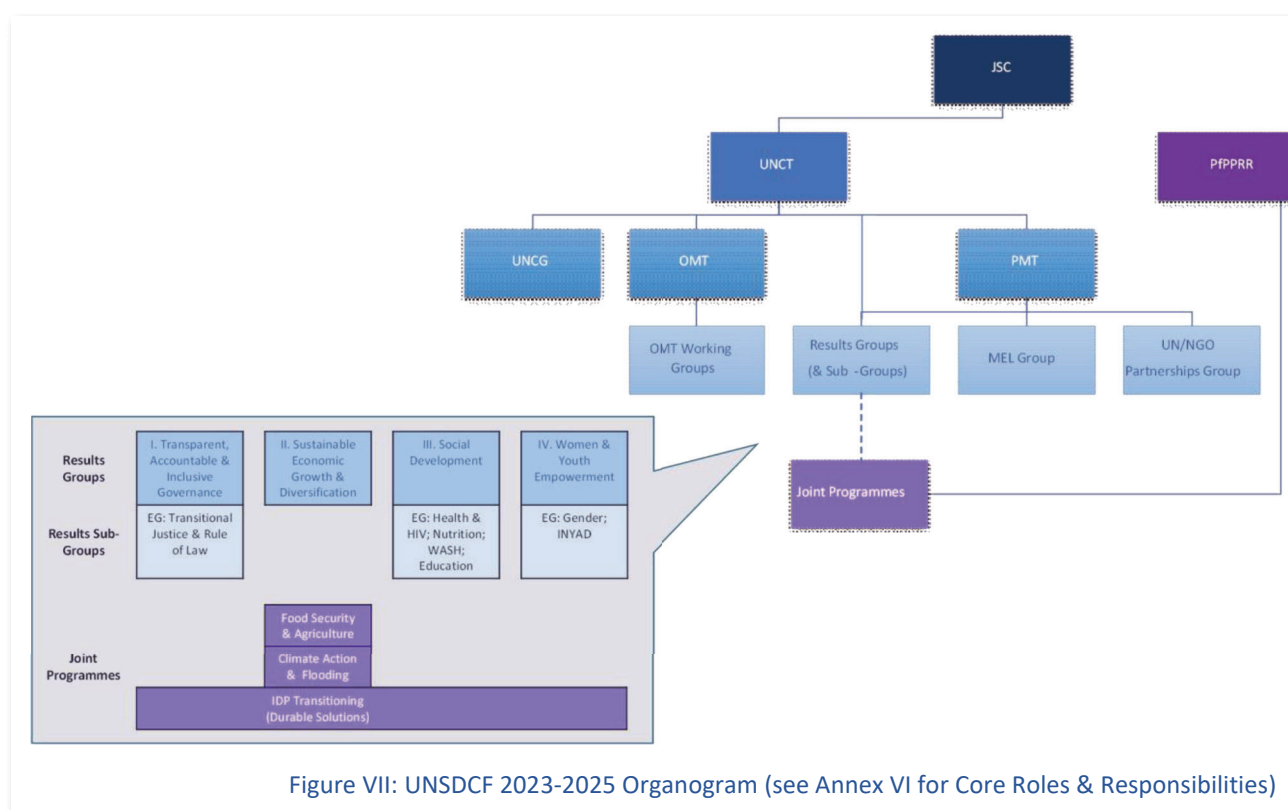 JSC
UNCT
PfPPRR
UNCG
OMT
PMT
OMT Working
Groups
Results Groups
(& Sub -Groups)
MEL Group
UN/NGO
Partnerships Group
Joint Programmes
Results
Groups
I. Transparent,
Accountable &
Inclusive
Governance
II. Sustainable
Economic
Growth &
Diversification
III. Social
Development
IV. Women &
Youth
Empowerment
Results Sub-
Groups
EG: Transitional
Justice & Rule
of Law
EG: Health &
HIV; Nutrition;
WASH;
Education
EG: Gender;
INYAD
Joint
Programmes
Food Security
& Agriculture
Climate Action
& Flooding
IDP Transitioning
(Durable Solutions)
Figure VII: UNSDCF 2023-2025 Organogram (see Annex VI for Core Roles & Responsibilities)